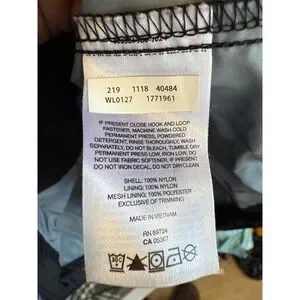 219 1118 40484
WL0127 1771961
IF PRESENT CLOSE HOOK AND LOOP
FASTENER, MACHINE WASH COLD
PERMANENT PRESS, POWDERED
DETERGENT, RINSE THOROUGHLY, WASH
SEPARATELY, DO NOT BLEACH, TUMBLE DRY
PERMANENT PRESS LOW, IRON LOW, DO
NOT USE FABRIC SOFTENER, IF PRESENT
DO NOT IRON DECAL, DO NOT DRYCLEAN
SHELL: 100% NYLON
LINING: 100% NYLON
MESH LINING: 100% POLYESTER
EXCLUSIVE OF TRIMMING
MADE IN VIETNAM
RN 69724
CA 05367